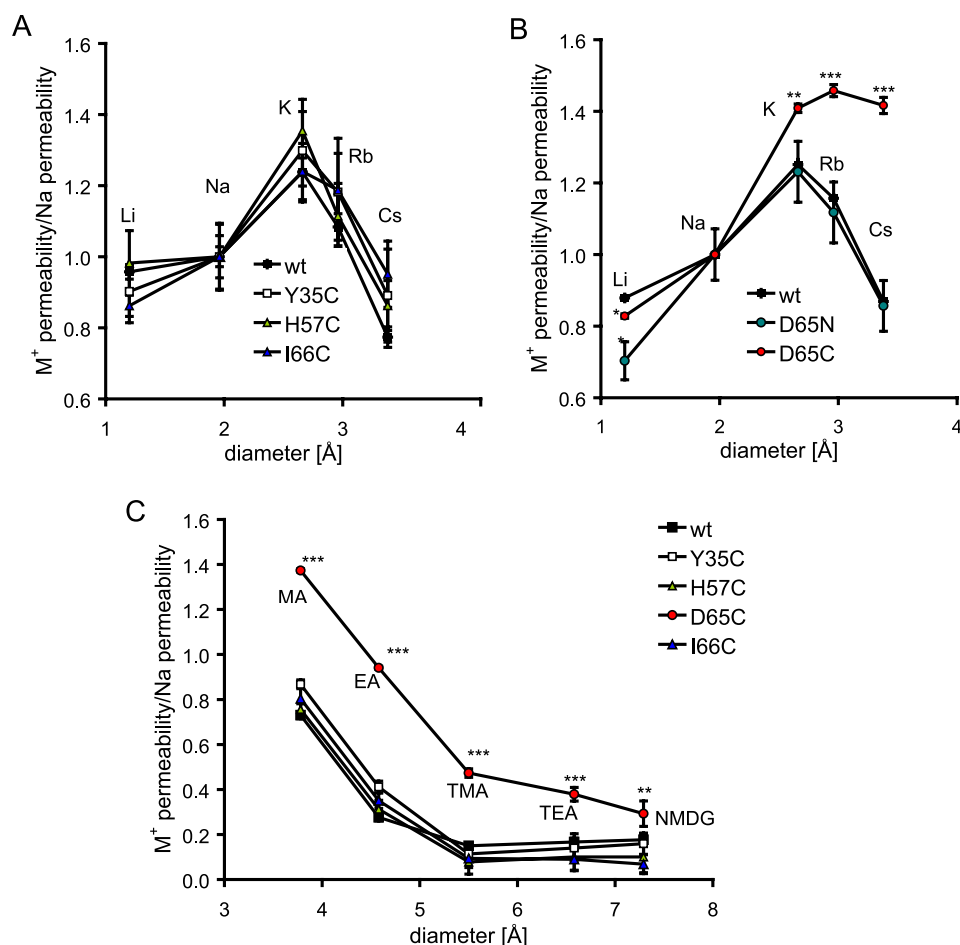 A
M+ permeability/Na permeability
1.6
1.4
1.2
1.0
0.8
0.6
Li
Na
K
Rb
Cs
wt
Y35C
H57C
I66C
1 2 3 4
diameter [Å]
B
M+ permeability/Na permeability
1.6
1.4
1.2
1.0
0.8
0.6
Li
*
*
Na
K
**
***
***
Rb
Cs
wt
D65N
D65C
1 2 3 4
diameter [Å]
C
M+ permeability/Na permeability
1.6
1.4
1.2
1.0
0.8
0.6
0.4
0.2
0.0
MA
***
EA
***
TMA
***
TEA
***
NMDG
**
wt
Y35C
H57C
D65C
I66C
3 4 5 6 7 8
diameter [Å]